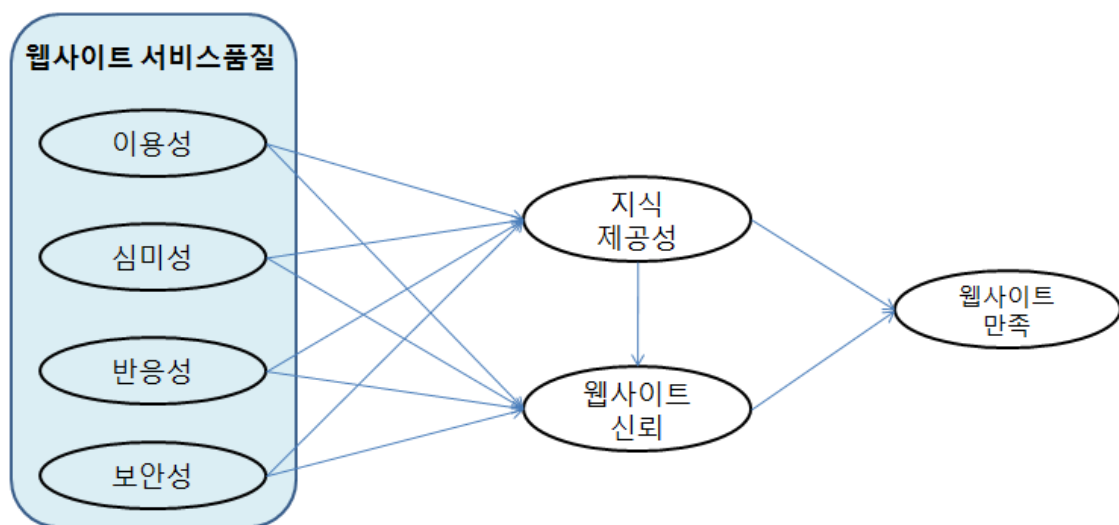 웹사이트 서비스품질
이용성
심미성
반응성
보안성
지식
제공성
웹사이트
신뢰
웹사이트
만족